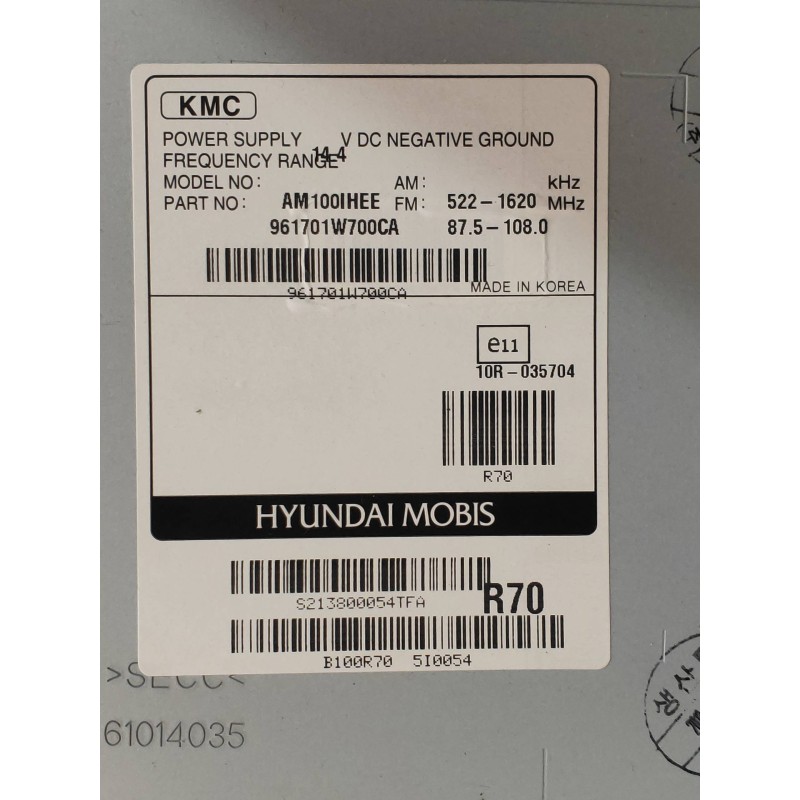 KMC
POWER SUPPLY 14.4 V DC NEGATIVE GROUND
FREQUENCY RANGE
MODEL NO: AM100IHEE AM: 522-1620 kHz
PART NO: 961701W700CA FM: 87.5-108.0 MHz
961701W700CA
MADE IN KOREA
e11
10R-035704
R70
HYUNDAI MOBIS
S213800054TFA
R70
B100R70 5I0054
>SECC<
61014035